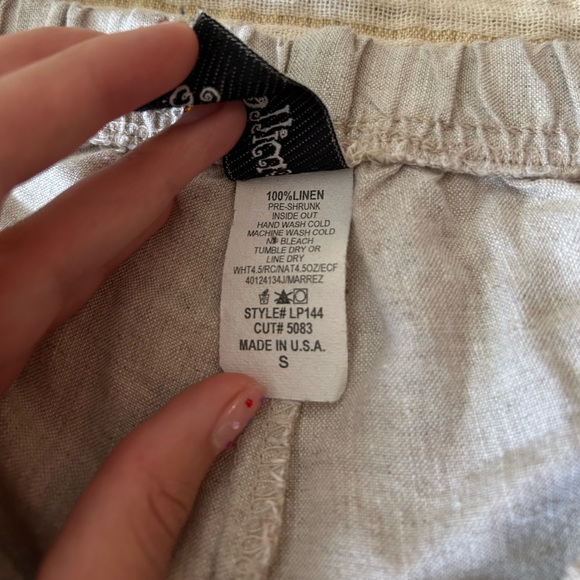 100%LINEN
PRE-SHRUNK
INSIDE OUT
HAND WASH COLD
MACHINE WASH COLD
NO BLEACH
TUMBLE DRY OR
LINE DRY
WHT4.5/RC/NAT4.5OZ/ECF
40124134J/MARREZ
STYLE# LP144
CUT# 5083
MADE IN U.S.A.
S